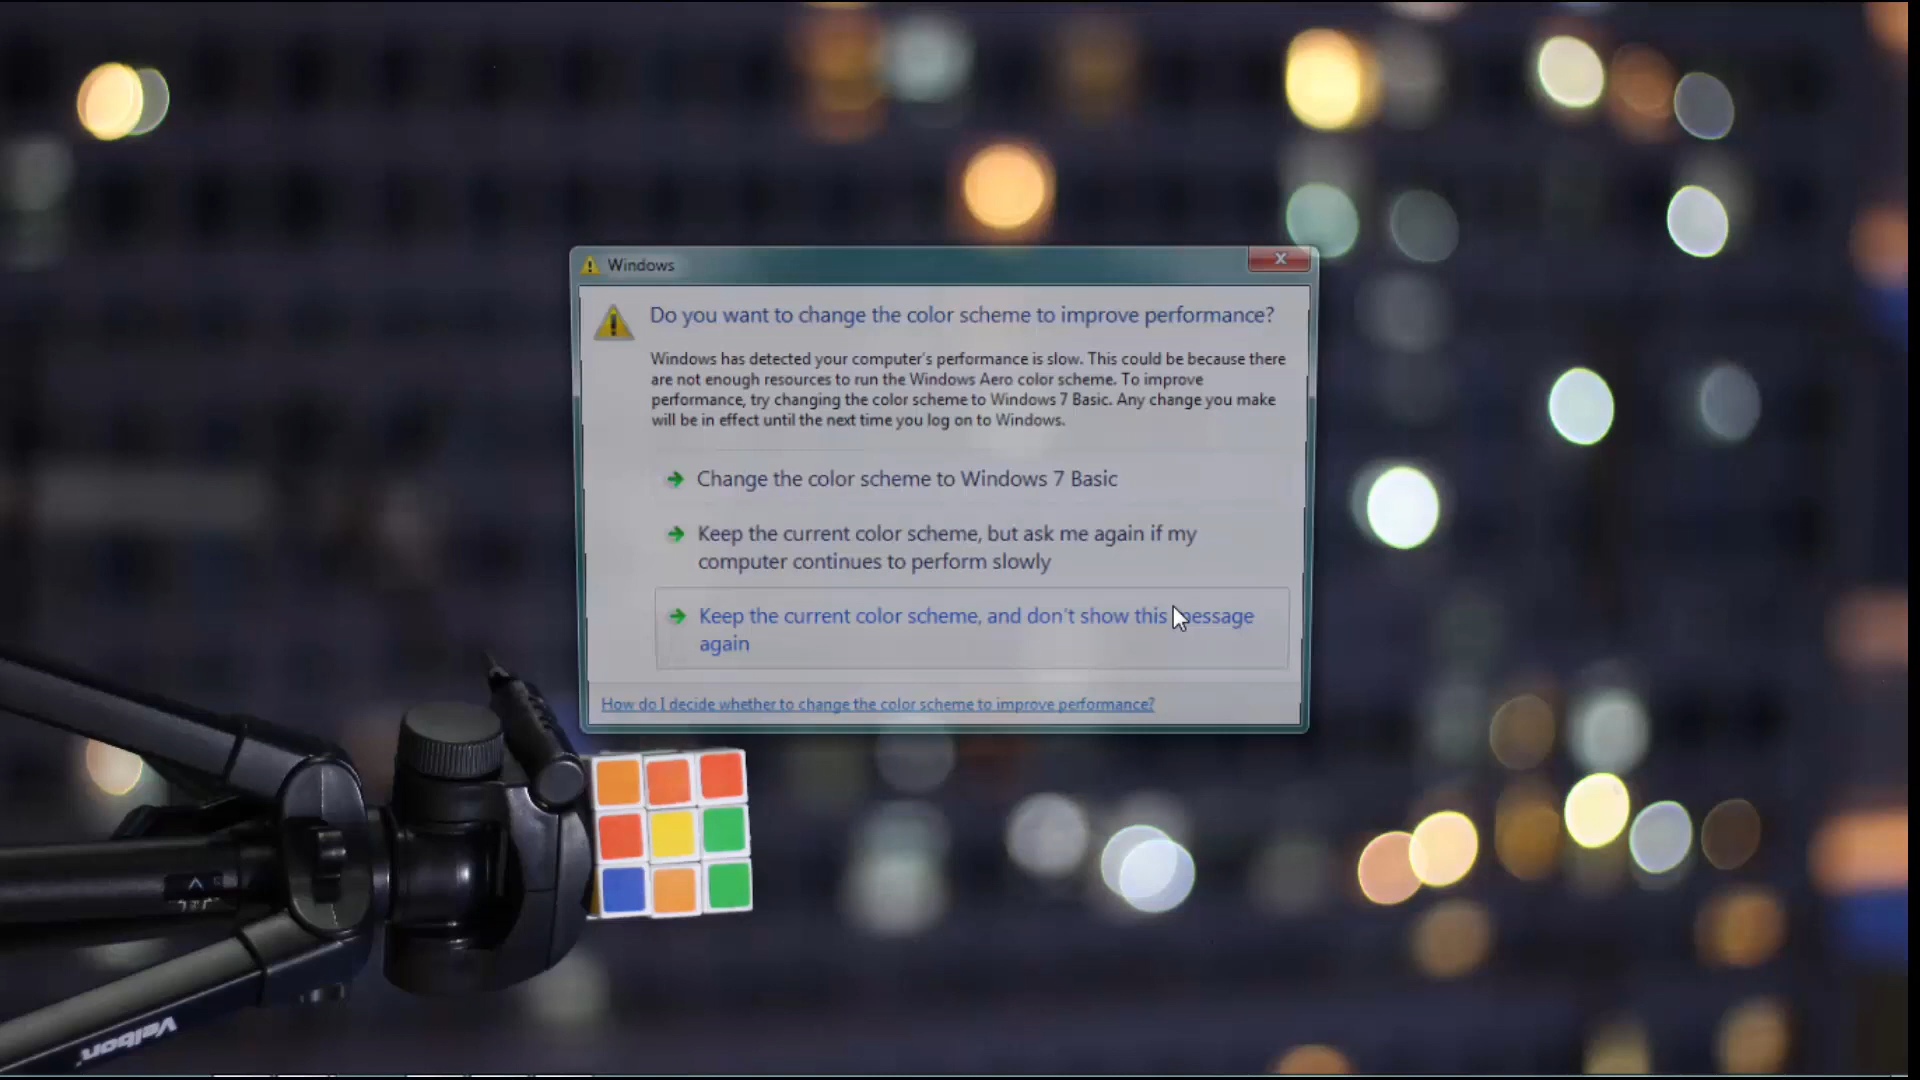 Windows
Do you want to change the color scheme to improve performance?
Windows has detected your computer's performance is slow. This could be because there
are not enough resources to run the Windows Aero color scheme. To improve
performance, try changing the color scheme to Windows 7 Basic. Any change you make
will be in effect until the next time you log on to Windows.
Change the color scheme to Windows 7 Basic
Keep the current color scheme, but ask me again if my
computer continues to perform slowly
Keep the current color scheme, and don't show this message
again
How do I decide whether to change the color scheme to improve performance?
Velbon